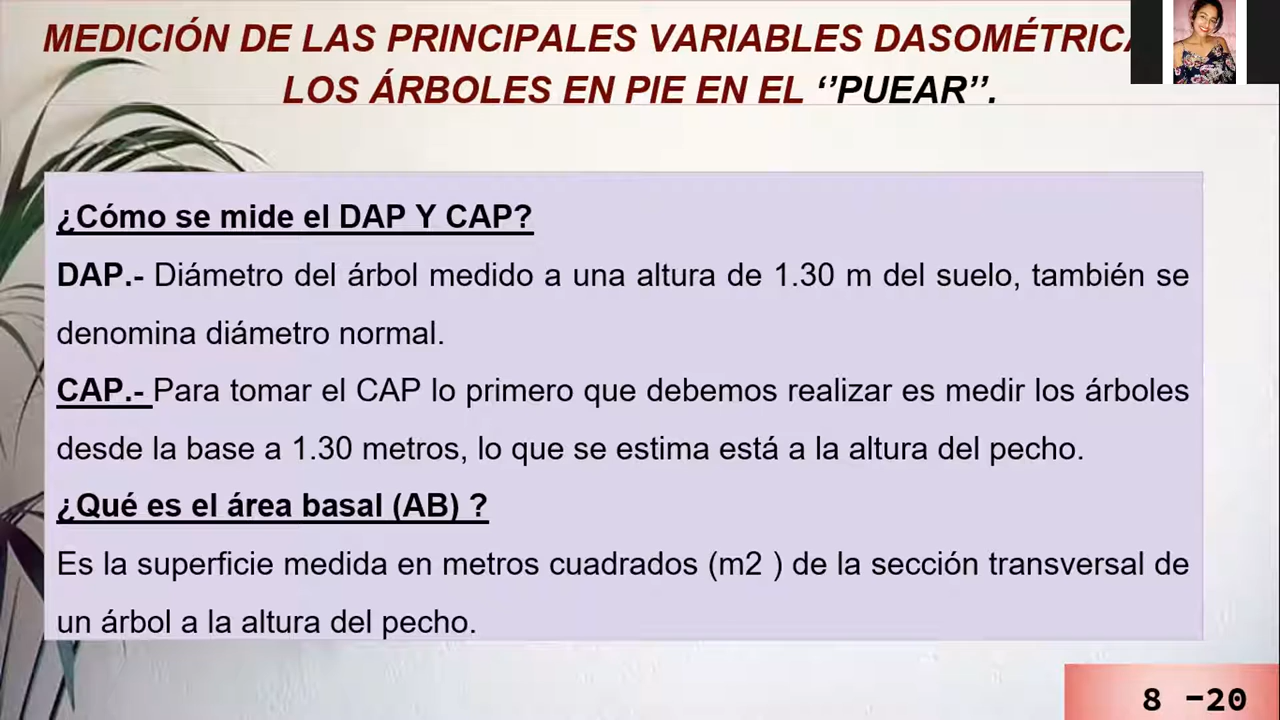 MEDICIÓN DE LAS PRINCIPALES VARIABLES
LOS ÁRBOLES EN PIE EN EL ‘’PUEAR’’.
¿Cómo se mide el DAP Y CAP?
DAP.- Diámetro del árbol medido a una altura de 1.30 m del suelo, también se
denomina diámetro normal.
CAP.- Para tomar el CAP lo primero que debemos realizar es medir los árboles
desde la base a 1.30 metros, lo que se estima está a la altura del pecho.
¿Qué es el área basal (AB) ?
Es la superficie medida en metros cuadrados (m2 ) de la sección transversal de
un árbol a la altura del pecho.
8 -20